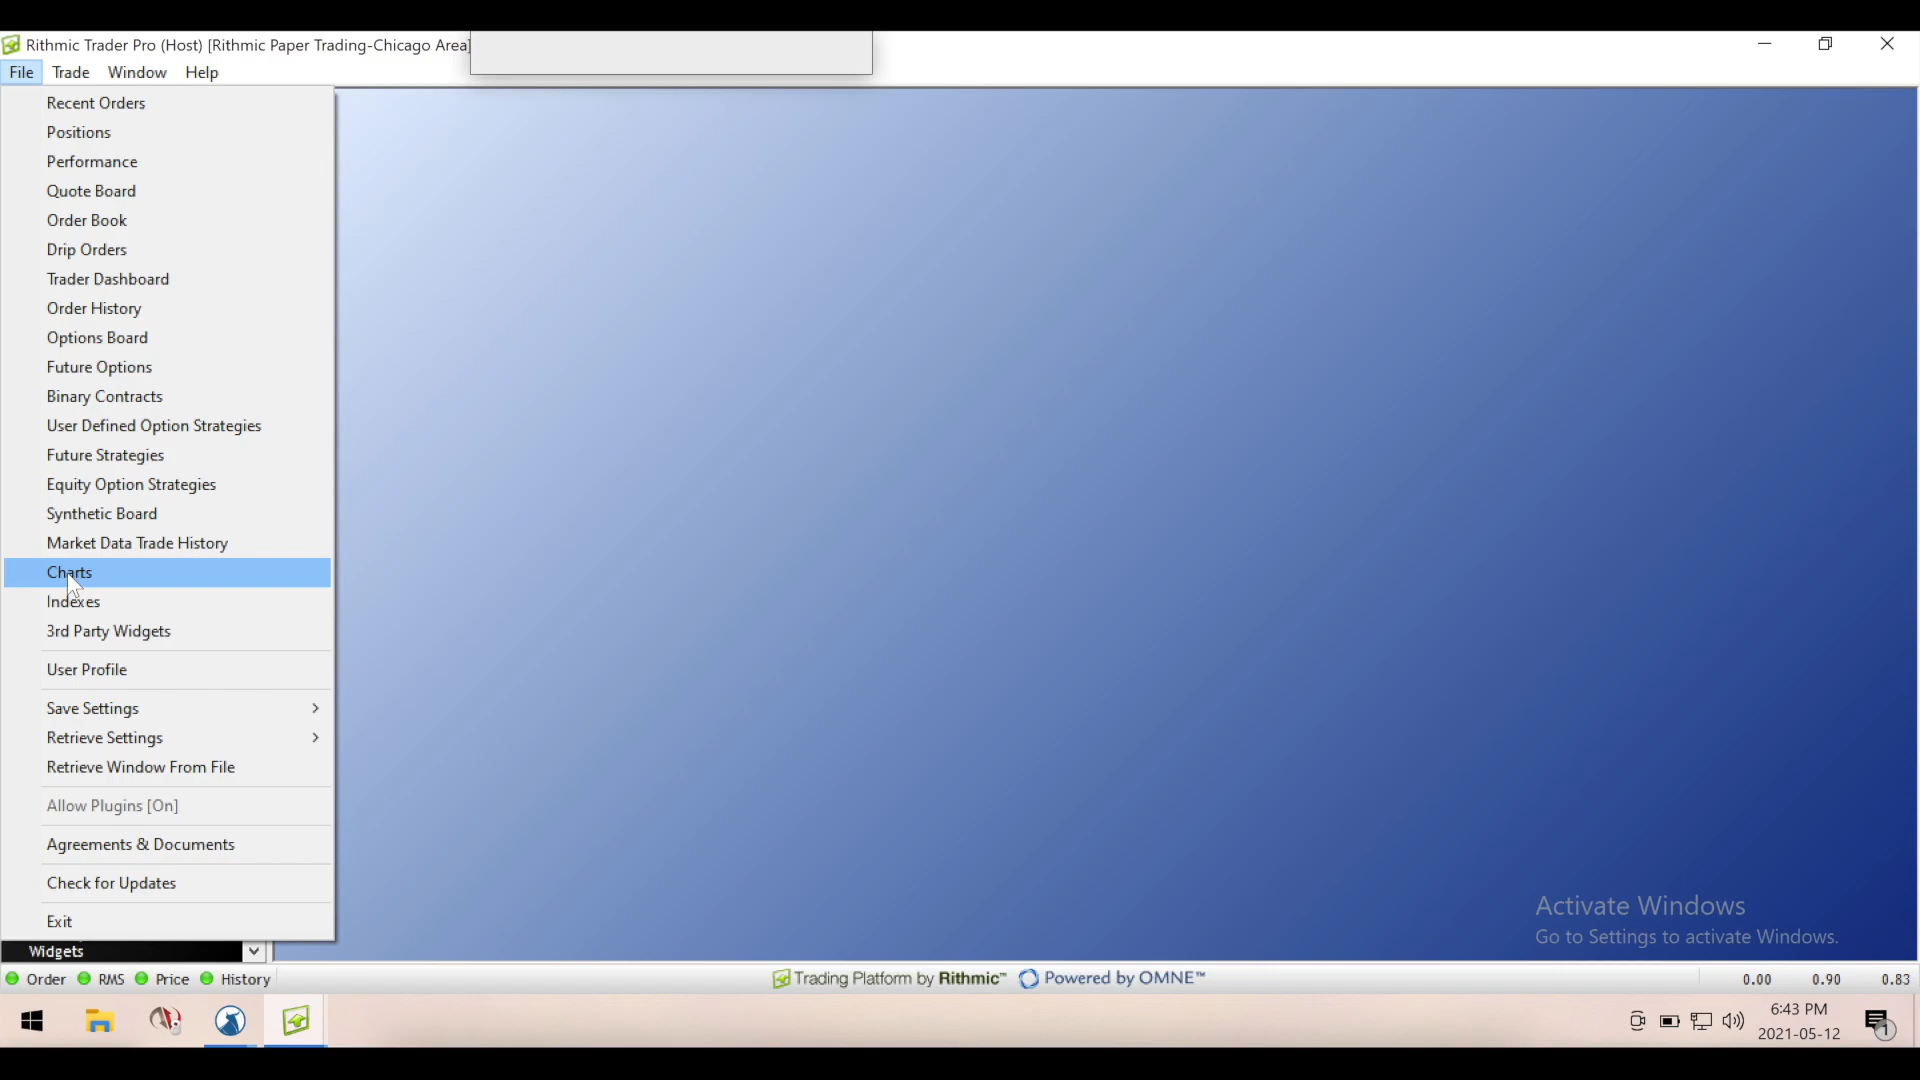 Rithmic Trader Pro (Host) [Rithmic Paper Trading-Chicago Area]
File Trade Window Help
Recent Orders
Positions
Performance
Quote Board
Order Book
Drip Orders
Trader Dashboard
Order History
Options Board
Future Options
Binary Contracts
User Defined Option Strategies
Future Strategies
Equity Option Strategies
Synthetic Board
Market Data Trade History
Charts
Indexes
3rd Party Widgets
User Profile
Save Settings
Retrieve Settings
Retrieve Window From File
Allow Plugins [On]
Agreements & Documents
Check for Updates
Exit
Widgets
Activate Windows
Go to Settings to activate Windows.
Order RMS Price History Trading Platform by Rithmic™ Powered by OMNE™ 0.00 0.90 0.83
6:43 PM
2021-05-12
1